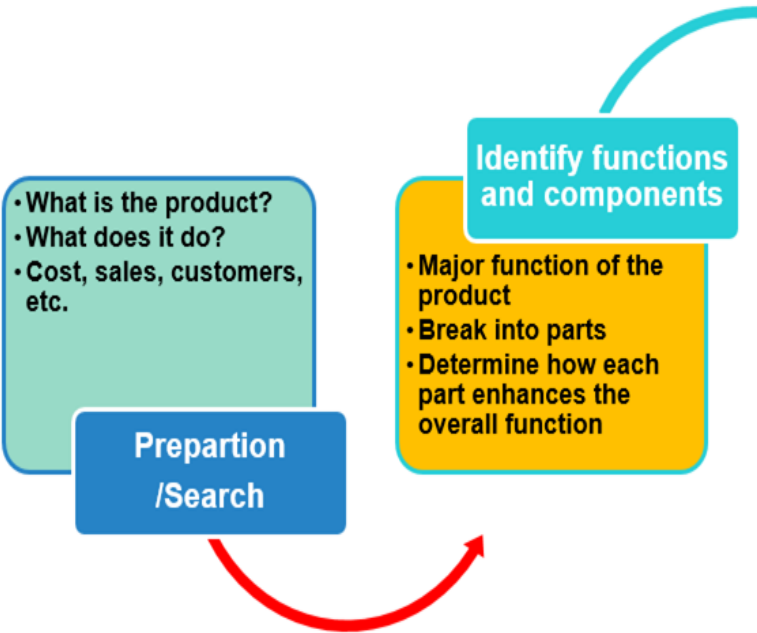 • What is the product?
• What does it do?
• Cost, sales, customers,
etc.
Prepartion
/Search
Identify functions
and components
• Major function of the
product
• Break into parts
• Determine how each
part enhances the
overall function